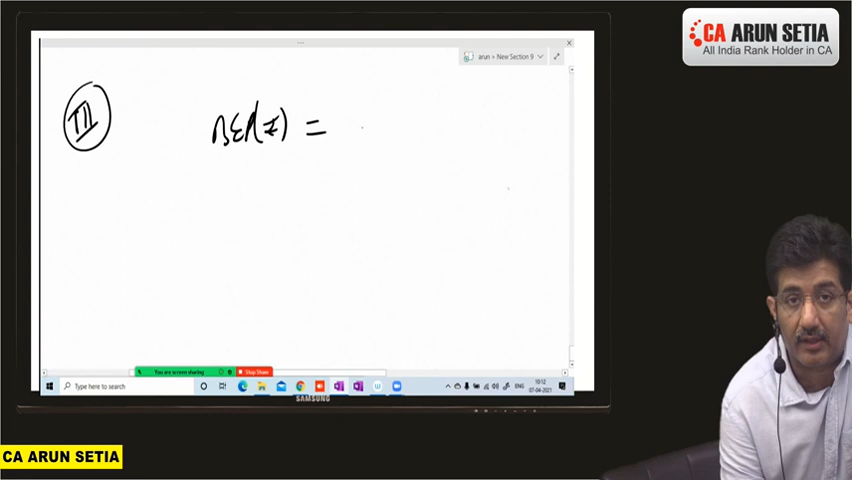 CA ARUN SETIA
All India Rank Holder in CA
arun > New Section 9
III
BEP(₹) =
You are screen sharing
Stop Share
Type here to search
ENG
10:12
07-04-2021
SAMSUNG
CA ARUN SETIA